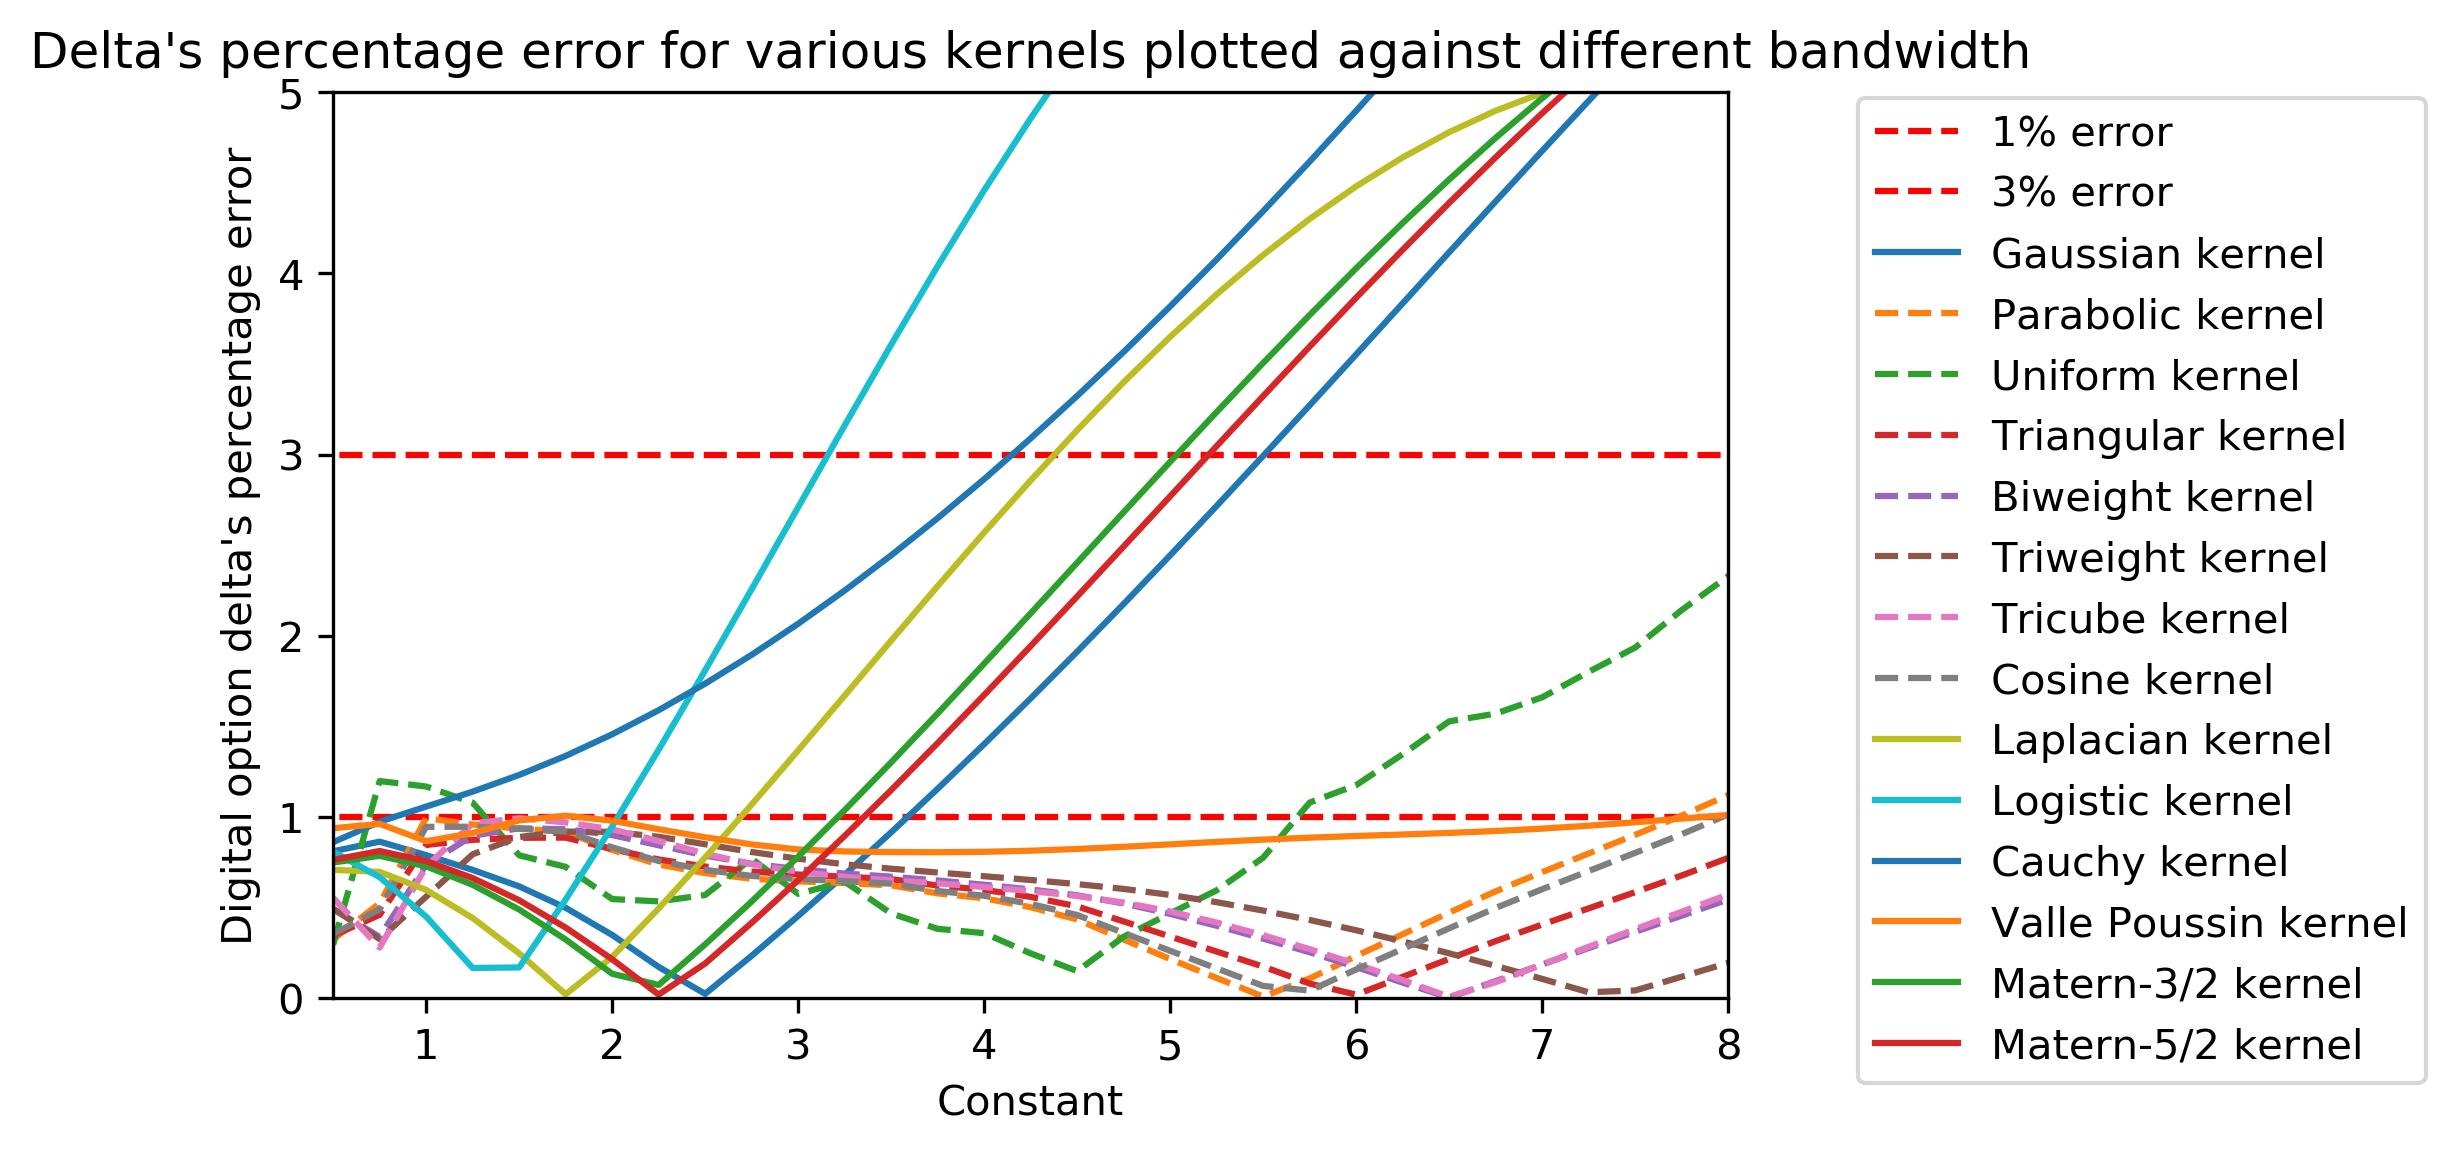 Delta's percentage error for various kernels plotted against different bandwidth
Digital option delta's percentage error
5
4
3
2
1
0
1 2 3 4 5 6 7 8
Constant
1% error
3% error
Gaussian kernel
Parabolic kernel
Uniform kernel
Triangular kernel
Biweight kernel
Triweight kernel
Tricube kernel
Cosine kernel
Laplacian kernel
Logistic kernel
Cauchy kernel
Valle Poussin kernel
Matern-3/2 kernel
Matern-5/2 kernel